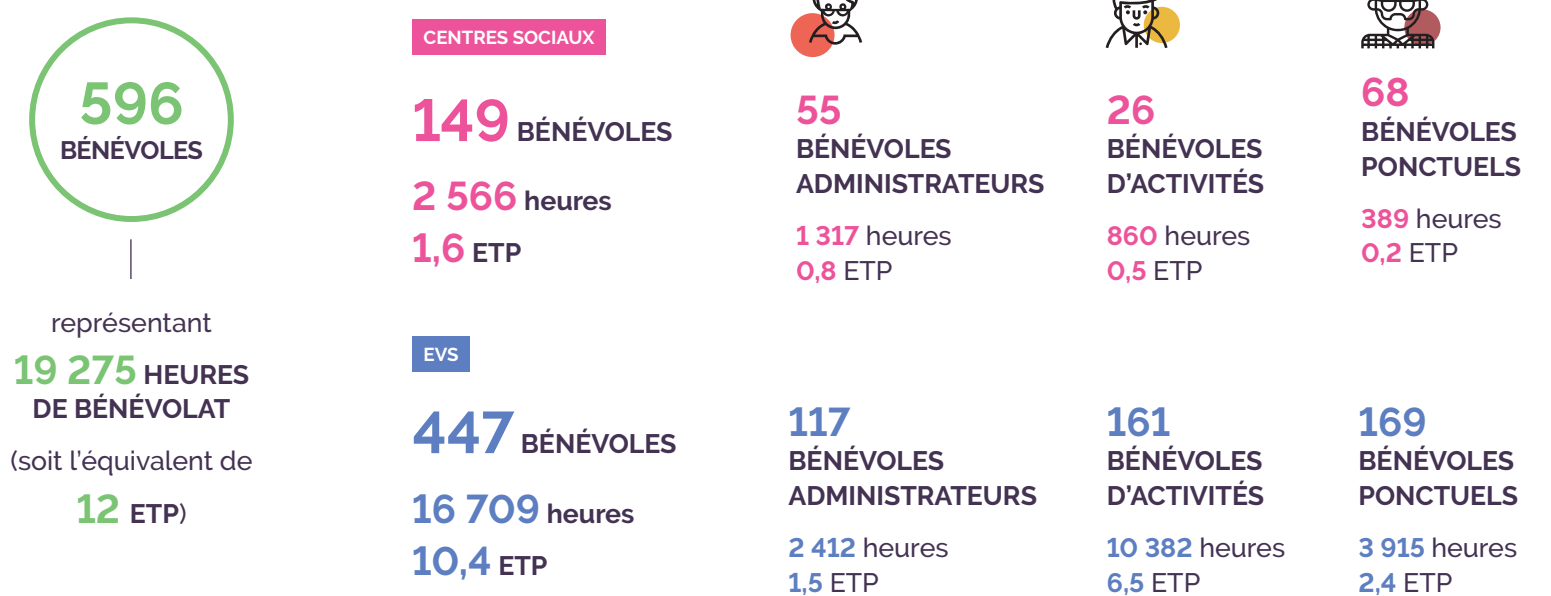 596
BÉNÉVOLES
représentant
19 275 HEURES
DE BÉNÉVOLAT
(soit l'équivalent de
12 ETP)
CENTRES SOCIAUX
149 BÉNÉVOLES
2 566 heures
1,6 ETP
55
BÉNÉVOLES
ADMINISTRATEURS
1 317 heures
0,8 ETP
26
BÉNÉVOLES
D'ACTIVITÉS
860 heures
0,5 ETP
68
BÉNÉVOLES
PONCTUELS
389 heures
0,2 ETP
EVS
447 BÉNÉVOLES
16 709 heures
10,4 ETP
117
BÉNÉVOLES
ADMINISTRATEURS
2 412 heures
1,5 ETP
161
BÉNÉVOLES
D'ACTIVITÉS
10 382 heures
6,5 ETP
169
BÉNÉVOLES
PONCTUELS
3 915 heures
2,4 ETP